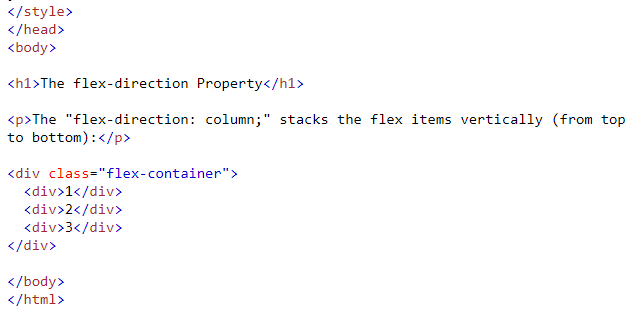 </style>
</head>
<body>
<h1>The flex-direction Property</h1>
<p>The "flex-direction: column;" stacks the flex items vertically (from top
to bottom):</p>
<div class="flex-container">
  <div>1</div>
  <div>2</div>
  <div>3</div>
</div>
</body>
</html>